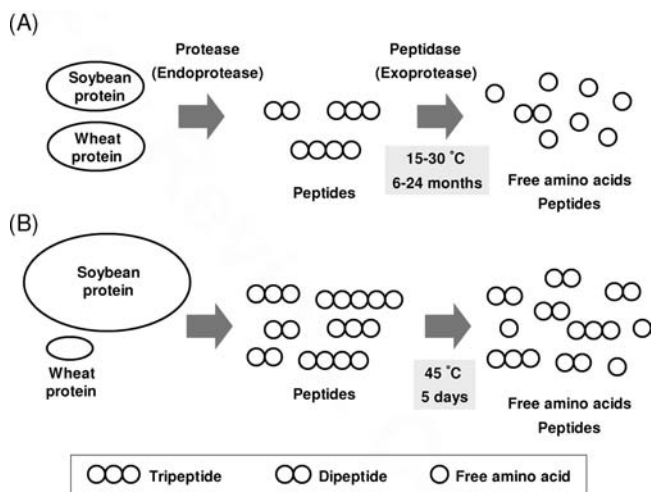 (A)
Protease
(Endoprotease)
Peptidase
(Exoprotease)
Soybean
protein
Wheat
protein
Peptides
15-30 ˚C
6-24 months
Free amino acids
Peptides
(B)
Soybean
protein
Wheat
protein
Peptides
45 ˚C
5 days
Free amino acids
Peptides
Tripeptide
Dipeptide
Free amino acid